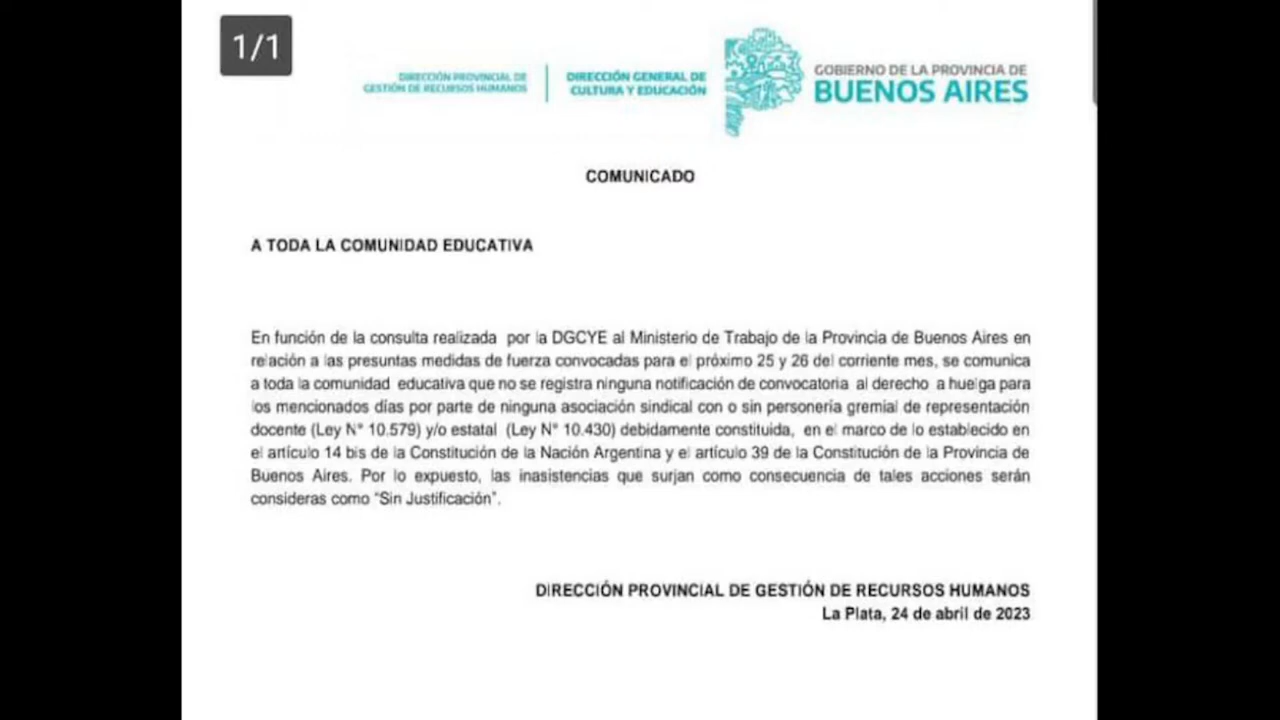 1/1
DIRECCIÓN PROVINCIAL DE
GESTIÓN DE RECURSOS HUMANOS
DIRECCIÓN GENERAL DE
CULTURA Y EDUCACIÓN
GOBIERNO DE LA PROVINCIA DE
BUENOS AIRES
COMUNICADO
A TODA LA COMUNIDAD EDUCATIVA
En función de la consulta realizada por la DGCYE al Ministerio de Trabajo de la Provincia de Buenos Aires en
relación a las presuntas medidas de fuerza convocadas para el próximo 25 y 26 del corriente mes, se comunica
a toda la comunidad educativa que no se registra ninguna notificación de convocatoria al derecho a huelga para
los mencionados días por parte de ninguna asociación sindical con o sin personería gremial de representación
docente (Ley N° 10.579) y/o estatal (Ley N° 10.430) debidamente constituida, en el marco de lo establecido en
el artículo 14 bis de la Constitución de la Nación Argentina y el artículo 39 de la Constitución de la Provincia de
Buenos Aires. Por lo expuesto, las inasistencias que surjan como consecuencia de tales acciones serán
consideras como “Sin Justificación”.
DIRECCIÓN PROVINCIAL DE GESTIÓN DE RECURSOS HUMANOS
La Plata, 24 de abril de 2023